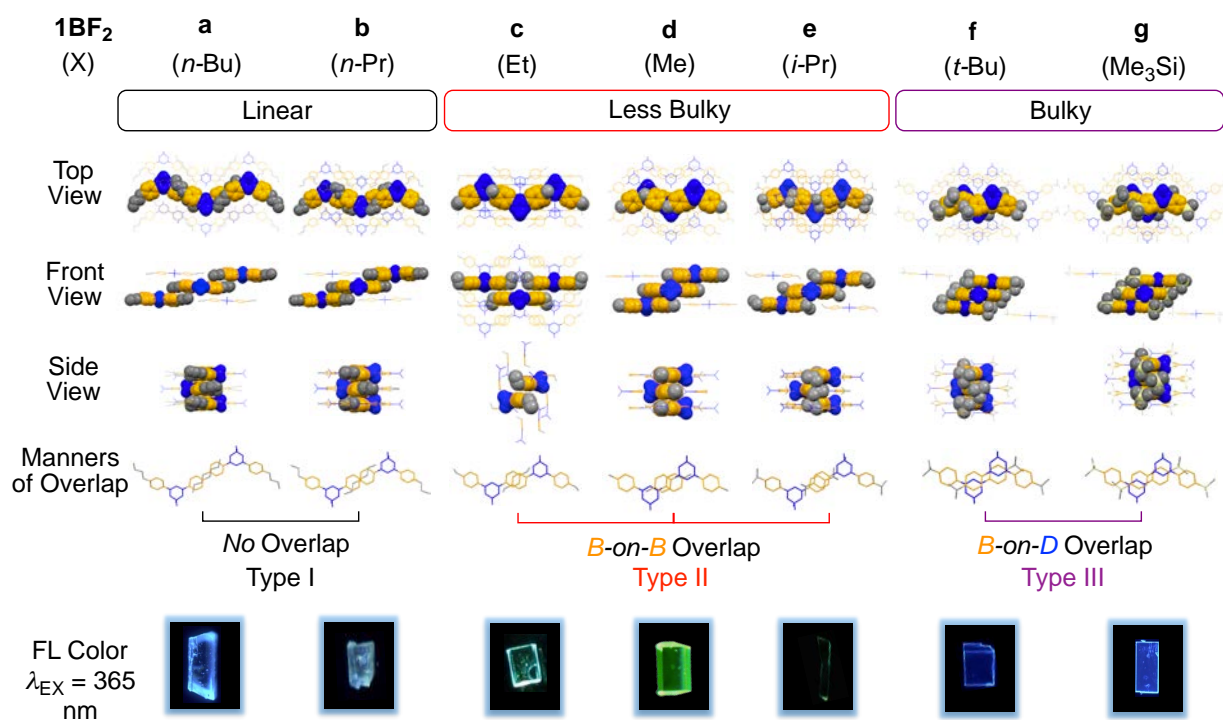 1BF2 a b c d e f g
(X) (n-Bu) (n-Pr) (Et) (Me) (i-Pr) (t-Bu) (Me3Si)
Linear Less Bulky Bulky
Top
View
Front
View
Side
View
Manners
of Overlap
No Overlap B-on-B Overlap B-on-D Overlap
Type I Type II Type III
FL Color
λEX = 365
nm